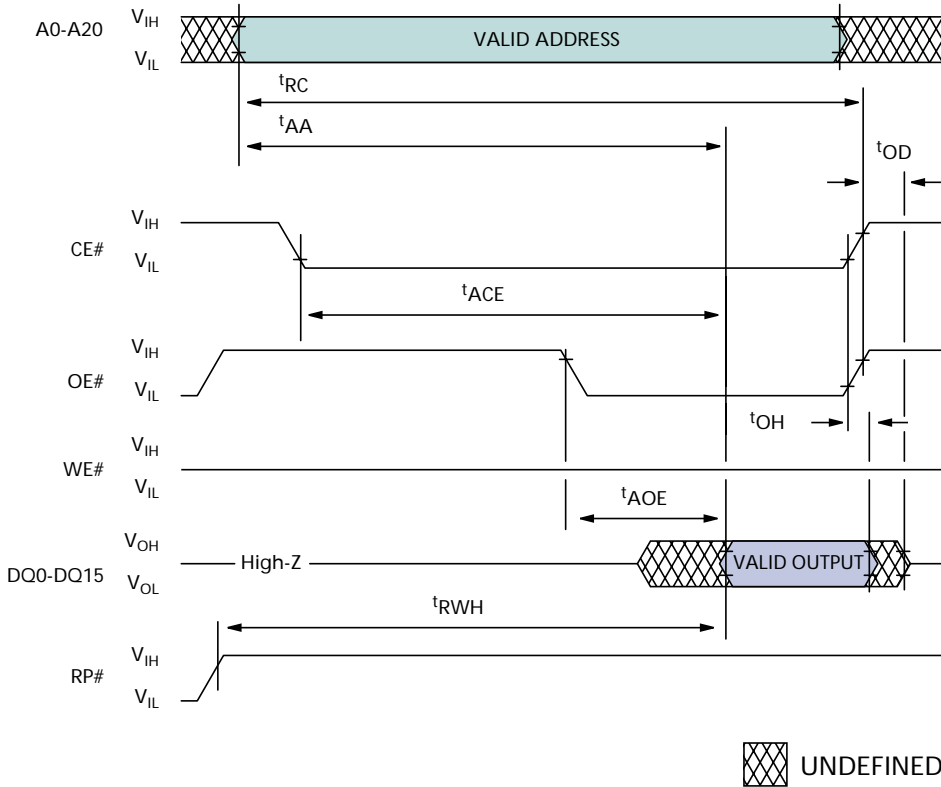 A0-A20
VIH
VIL
VALID ADDRESS
tRC
tAA
tOD
CE#
VIH
VIL
tACE
OE#
VIH
VIL
tOH
WE#
VIH
VIL
tAOE
DQ0-DQ15
VOH
VOL
High-Z
VALID OUTPUT
tRWH
RP#
VIH
VIL
UNDEFINED